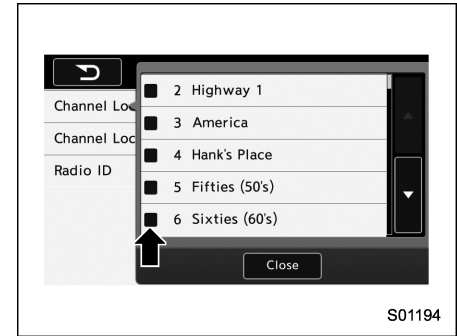 Channel Loc
2 Highway 1
3 America
Channel Loc
4 Hank's Place
Radio ID
5 Fifties (50's)
6 Sixties (60's)
Close
S01194